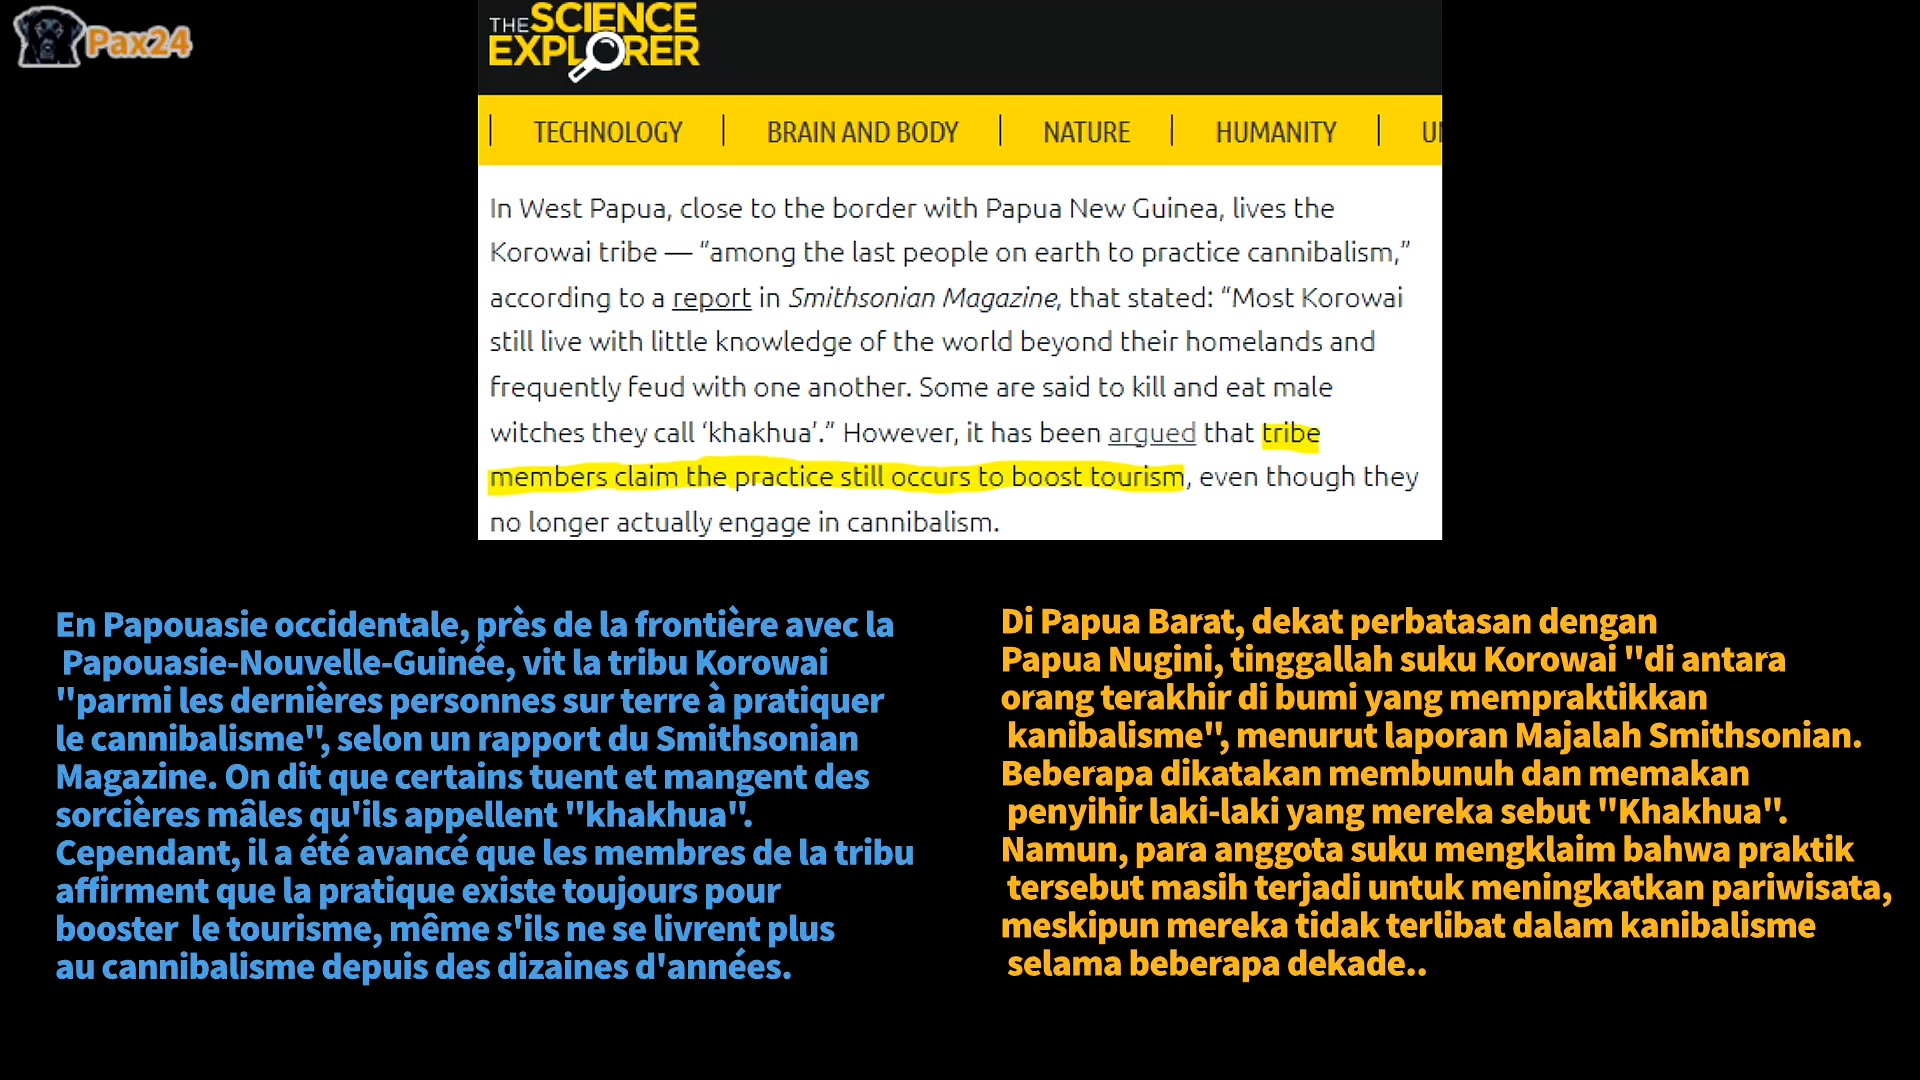 Pax24
THE SCIENCE
EXPLORER
TECHNOLOGY | BRAIN AND BODY | NATURE | HUMANITY |
In West Papua, close to the border with Papua New Guinea, lives the
Korowai tribe — “among the last people on earth to practice cannibalism,”
according to a report in Smithsonian Magazine, that stated: “Most Korowai
still live with little knowledge of the world beyond their homelands and
frequently feud with one another. Some are said to kill and eat male
witches they call ‘khakhua’.” However, it has been argued that tribe
members claim the practice still occurs to boost tourism, even though they
no longer actually engage in cannibalism.
En Papouasie occidentale, près de la frontière avec la
Papouasie-Nouvelle-Guinée, vit la tribu Korowai
"parmi les dernières personnes sur terre à pratiquer
le cannibalisme", selon un rapport du Smithsonian
Magazine. On dit que certains tuent et mangent des
sorcières mâles qu'ils appellent "khakhua".
Cependant, il a été avancé que les membres de la tribu
affirment que la pratique existe toujours pour
booster le tourisme, même s'ils ne se livrent plus
au cannibalisme depuis des dizaines d'années.
Di Papua Barat, dekat perbatasan dengan
Papua Nugini, tinggallah suku Korowai "di antara
orang terakhir di bumi yang mempraktikkan
kanibalisme", menurut laporan Majalah Smithsonian.
Beberapa dikatakan membunuh dan memakan
penyihir laki-laki yang mereka sebut "Khakhua".
Namun, para anggota suku mengklaim bahwa praktik
tersebut masih terjadi untuk meningkatkan pariwisata,
meskipun mereka tidak terlibat dalam kanibalisme
selama beberapa dekade..